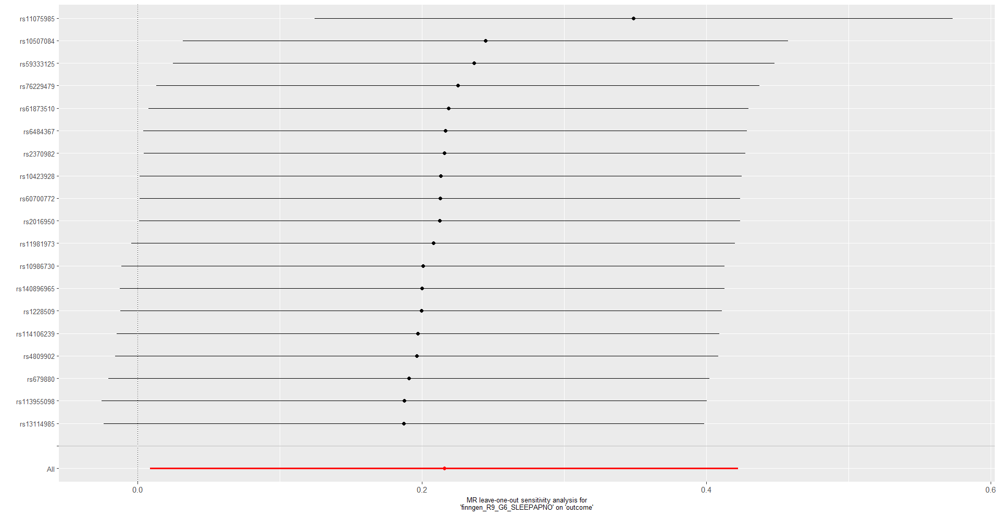 rs11075985
rs10507084
rs59333125
rs76229479
rs61873510
rs6484367
rs2370982
rs10423928
rs60700772
rs2016950
rs11981973
rs10986730
rs140896965
rs1228509
rs114106239
rs4809902
rs679880
rs113955098
rs13114985
All
0.0 0.2 0.4 0.6
MR leave-one-out sensitivity analysis for
'finngen_R9_G6_SLEEPAPNO' on 'outcome'